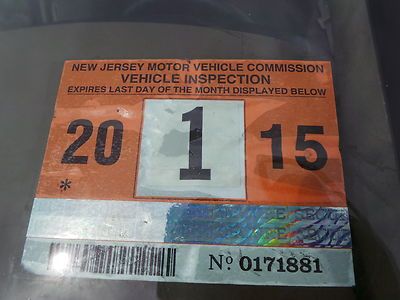 NEW JERSEY MOTOR VEHICLE COMMISSION
VEHICLE INSPECTION
EXPIRES LAST DAY OF THE MONTH DISPLAYED BELOW
20 1 15
*
No 0171881